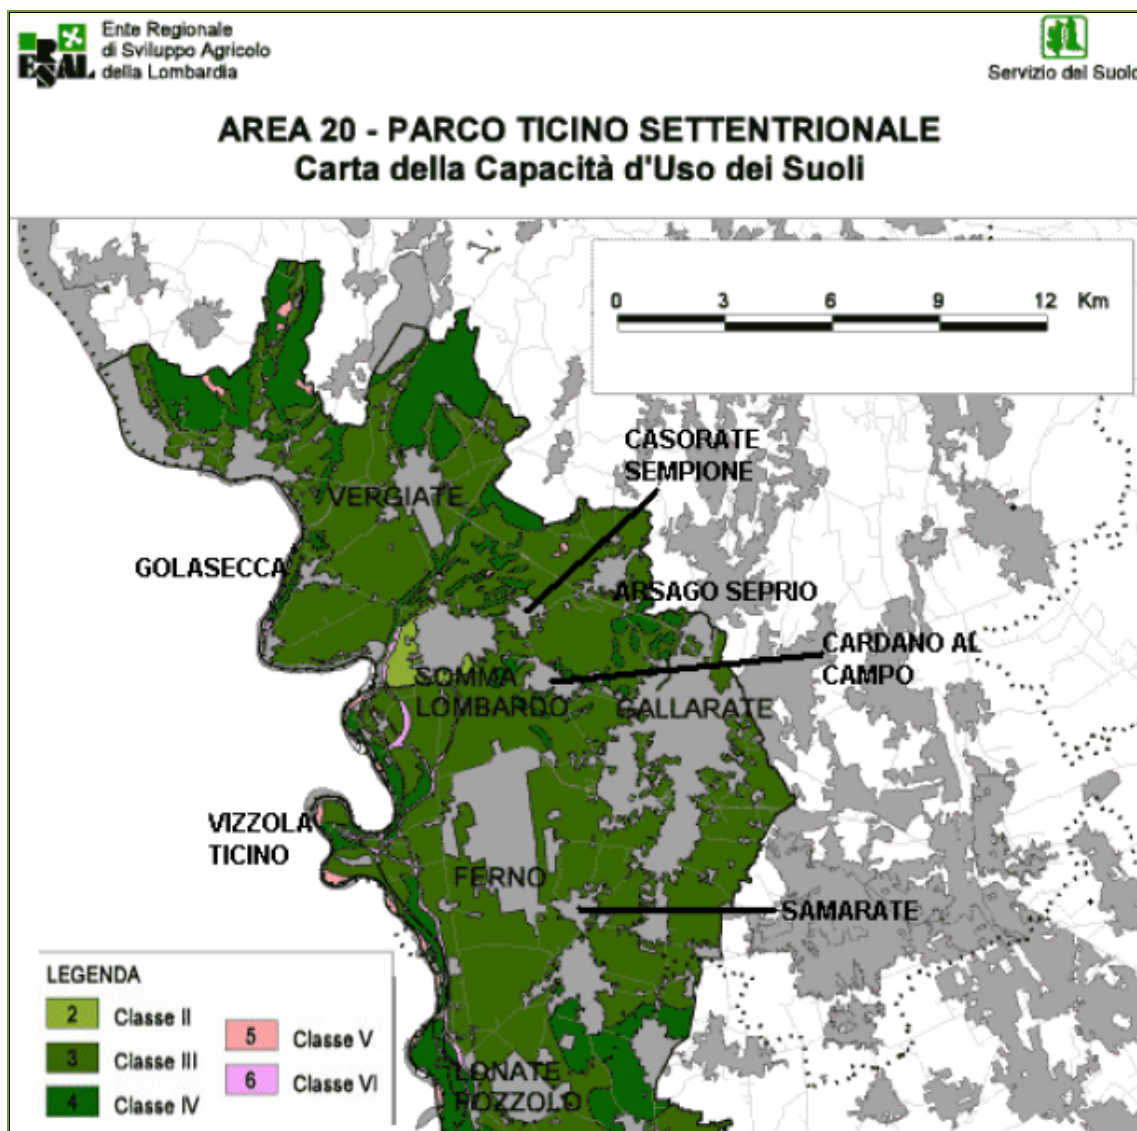 Ente Regionale
di Sviluppo Agricolo
della Lombardia
ERSAL
Servizio del Suolo
AREA 20 - PARCO TICINO SETTENTRIONALE
Carta della Capacità d'Uso dei Suoli
0 3 6 9 12 Km
CASORATE
SEMPIONE
VERGIATE
GOLASECCA
ARSAGO SEPRIO
CARDANO AL
CAMPO
SOMMA
LOMBARDO
GALLARATE
VIZZOLA
TICINO
FERNO
SAMARATE
LONATE
POZZOLO
LEGENDA
2 Classe II
3 Classe III
4 Classe IV
5 Classe V
6 Classe VI